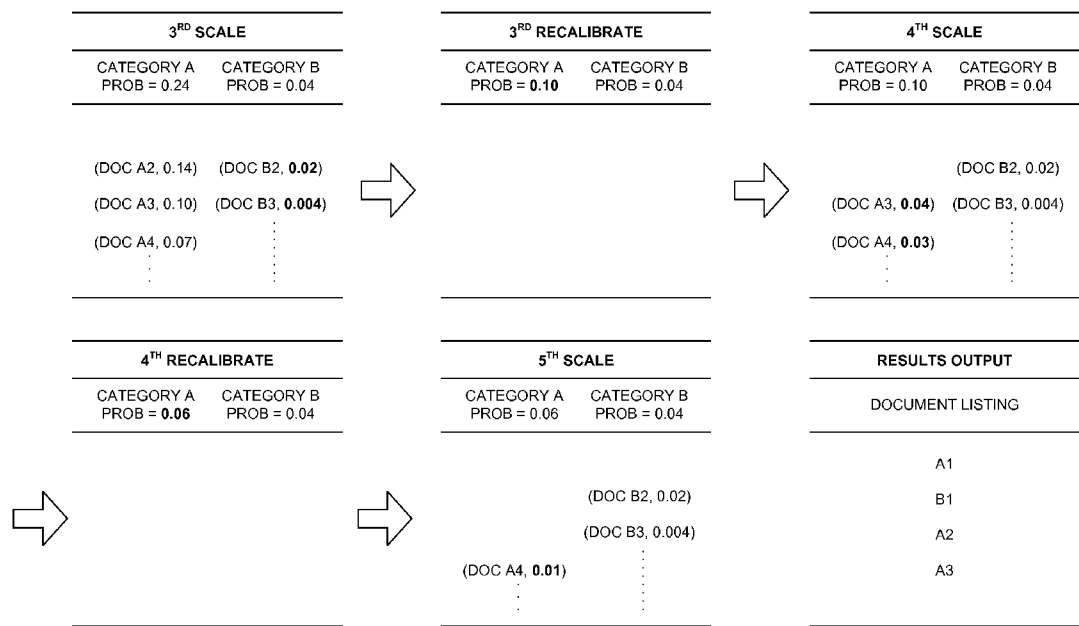 3RD SCALE
CATEGORY A CATEGORY B
PROB = 0.24 PROB = 0.04
(DOC A2, 0.14) (DOC B2, 0.02)
(DOC A3, 0.10) (DOC B3, 0.004)
(DOC A4, 0.07)
3RD RECALIBRATE
CATEGORY A CATEGORY B
PROB = 0.10 PROB = 0.04
4TH SCALE
CATEGORY A CATEGORY B
PROB = 0.10 PROB = 0.04
(DOC B2, 0.02)
(DOC A3, 0.04) (DOC B3, 0.004)
(DOC A4, 0.03)
4TH RECALIBRATE
CATEGORY A CATEGORY B
PROB = 0.06 PROB = 0.04
5TH SCALE
CATEGORY A CATEGORY B
PROB = 0.06 PROB = 0.04
(DOC B2, 0.02)
(DOC B3, 0.004)
(DOC A4, 0.01)
RESULTS OUTPUT
DOCUMENT LISTING
A1
B1
A2
A3